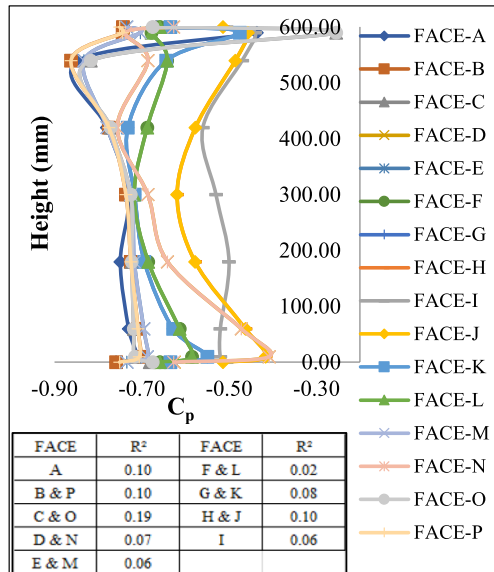 Height (mm)
600.00
500.00
400.00
300.00
200.00
100.00
0.00
-0.90 -0.70 -0.50 -0.30
Cp
FACE-A
FACE-B
FACE-C
FACE-D
FACE-E
FACE-F
FACE-G
FACE-H
FACE-I
FACE-J
FACE-K
FACE-L
FACE-M
FACE-N
FACE-O
FACE-P
FACE R² FACE R²
A 0.10 F & L 0.02
B & P 0.10 G & K 0.08
C & O 0.19 H & J 0.10
D & N 0.07 I 0.06
E & M 0.06